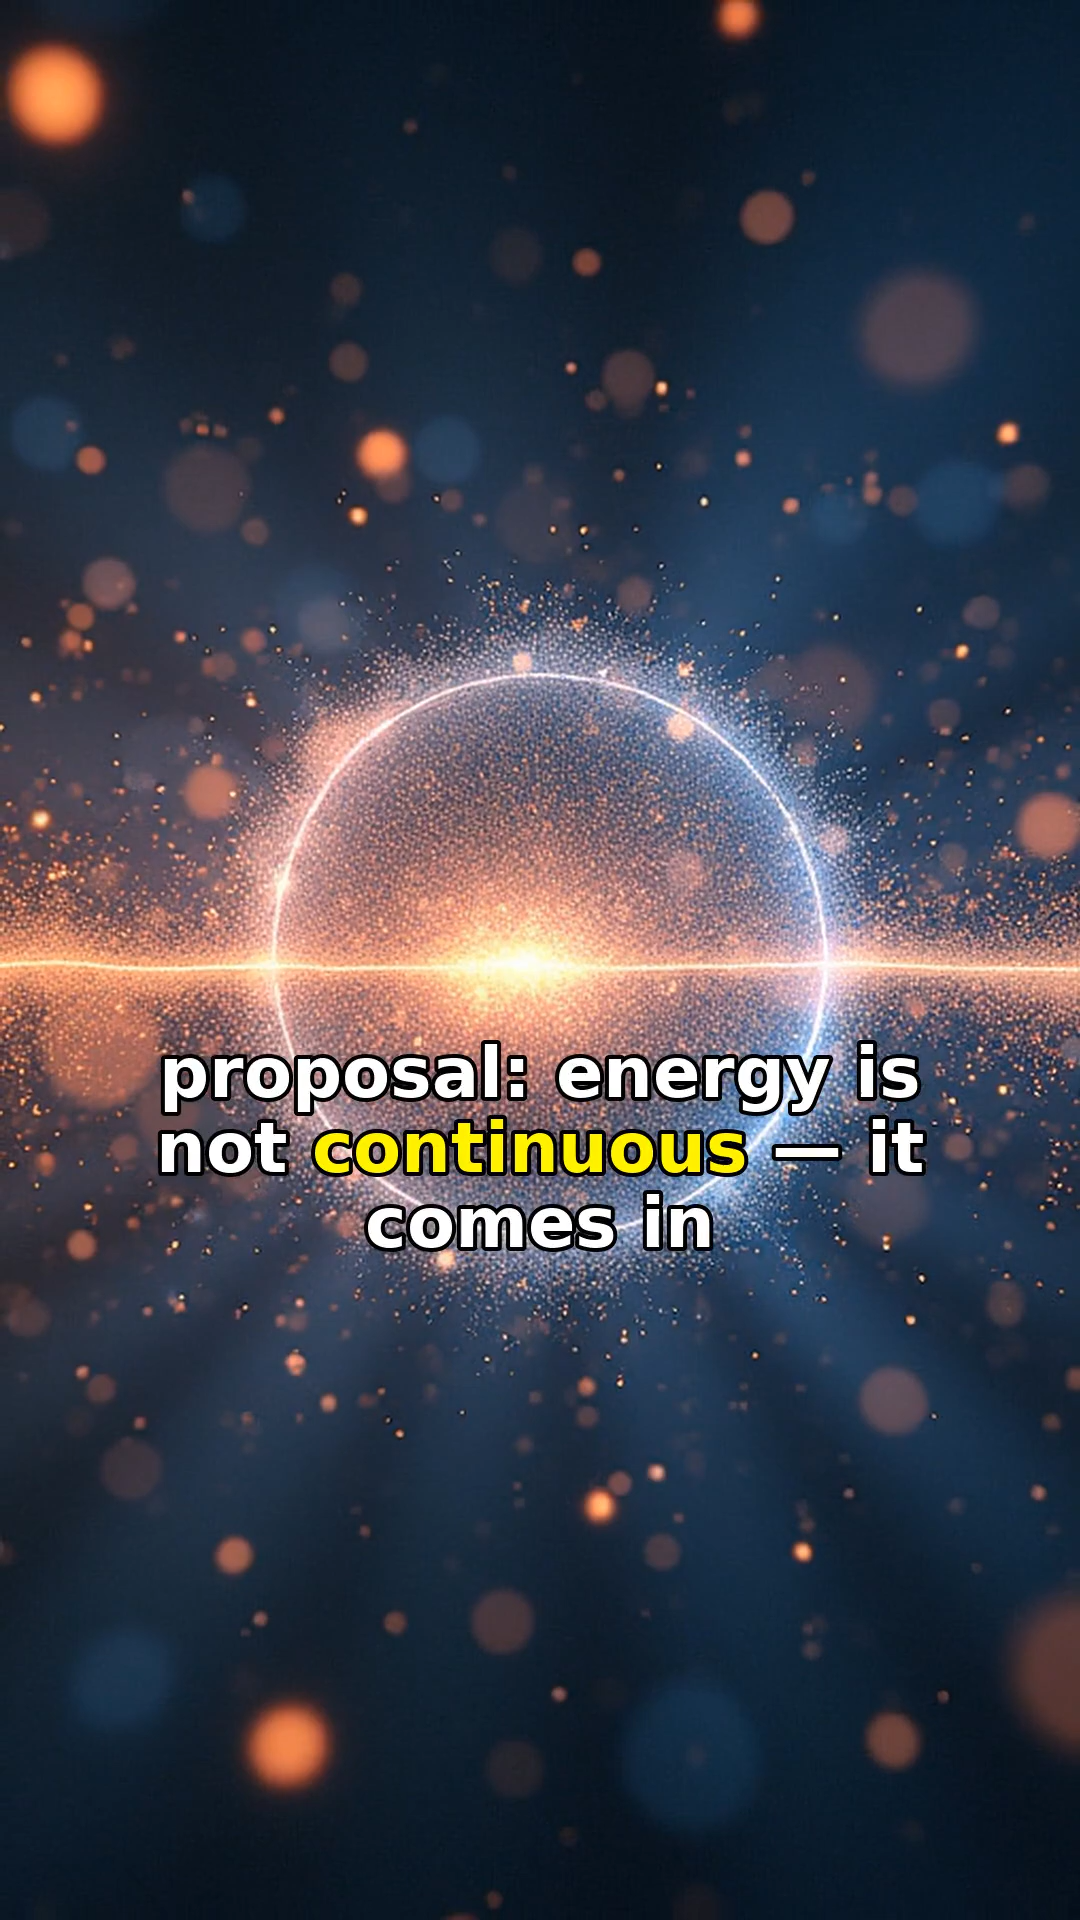 proposal: energy is
not continuous — it
comes in